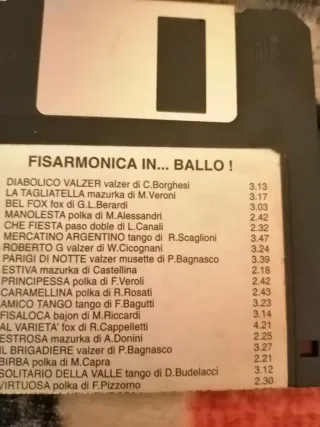 FISARMONICA IN... BALLO !
DIABOLICO VALZER valzer di C.Borghesi 3.13
LA TAGLIATELLA mazurka di M.Veroni 3.17
BEL FOX fox di G.L.Berardi 3.03
MANOLESTA polka di M.Alessandri 2.42
CHE FIESTA paso doble di L.Canali 2.32
MERCATINO ARGENTINO tango di R.Scaglioni 3.47
ROBERTO G valzer di W.Cicognani 3.24
PARIGI DI NOTTE valzer musette di P.Bagnasco 3.39
ESTIVA mazurka di Castellina 2.18
PRINCIPESSA polka di F.Veroli 2.42
CARAMELLINA polka di R.Rosati 2.43
AMICO TANGO tango di F.Bagutti 3.23
FISALOCA bajon di M.Riccardi 3.14
AL VARIETA' fox di R.Cappelletti 4.21
ESTROSA mazurka di A.Donini 2.25
IL BRIGADIERE valzer di P.Bagnasco 3.27
BIRBA polka di M.Capra 2.21
SOLITARIO DELLA VALLE tango di D.Budelacci 3.12
VIRTUOSA polka di F.Pizzorno 2.30